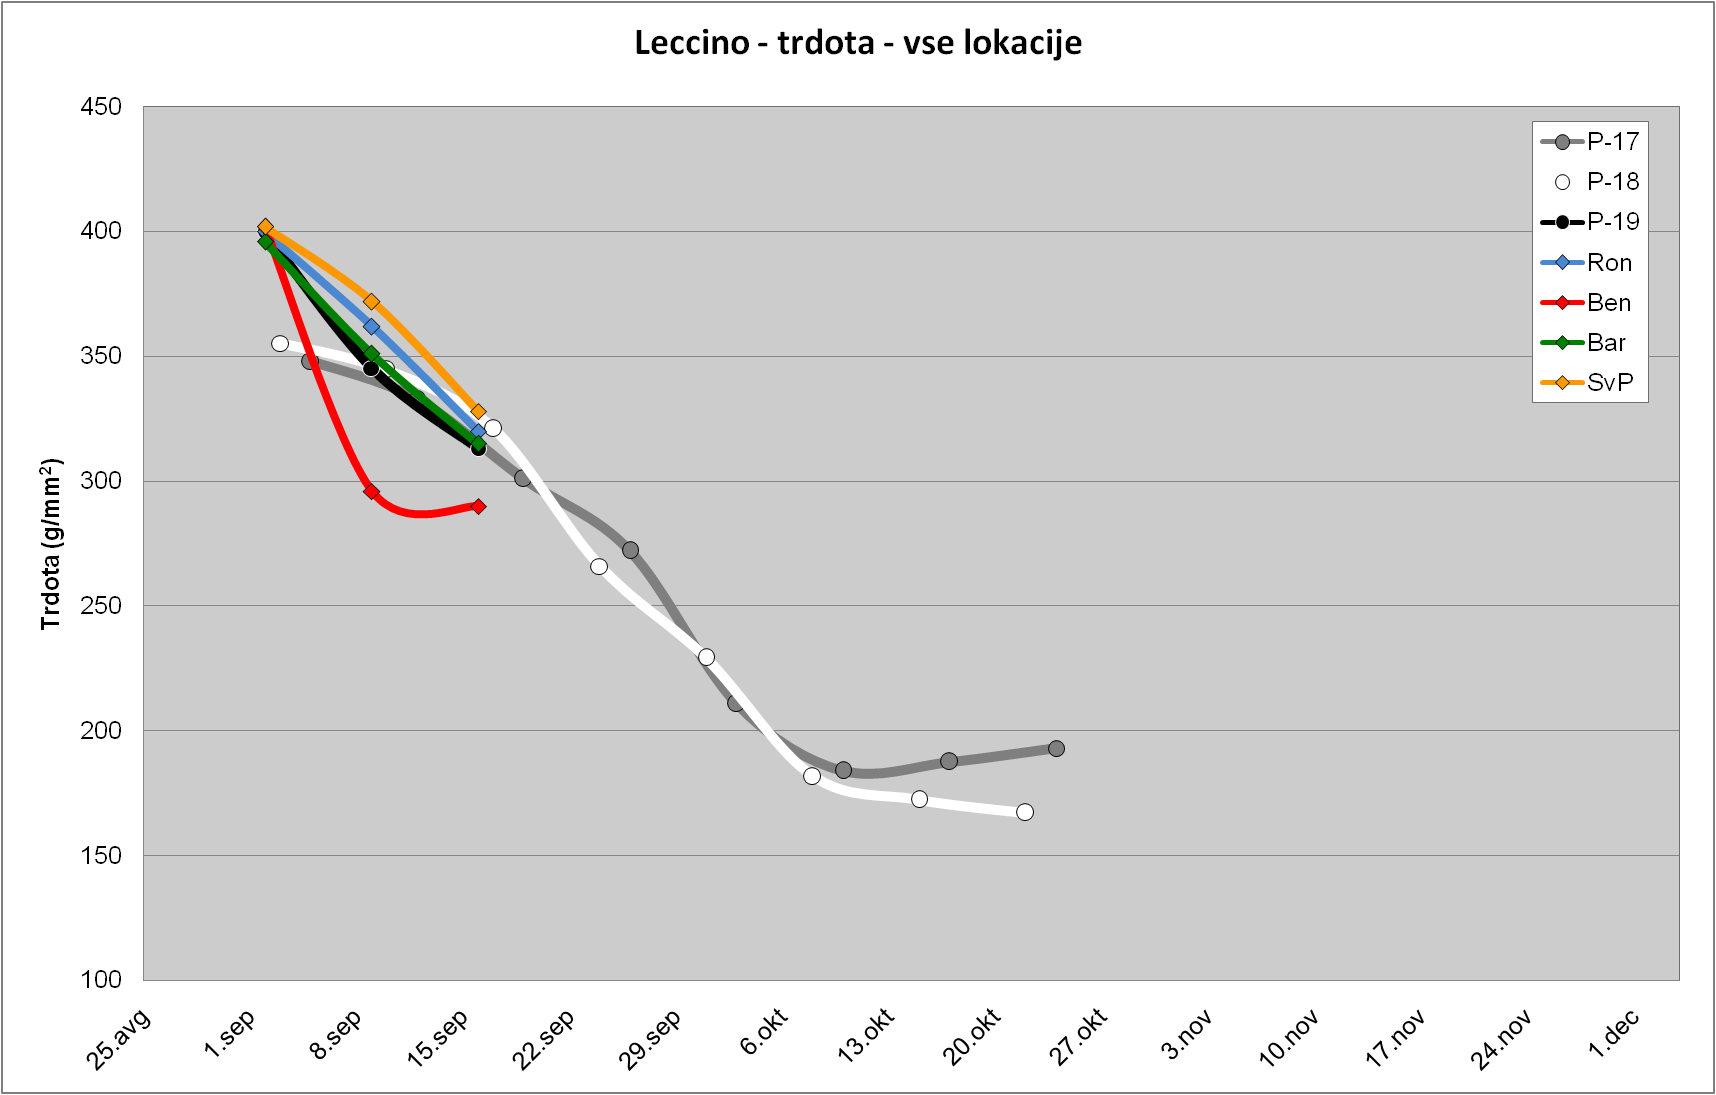 Leccino - trdota - vse lokacije
Trdota (g/mm²)
450
400
350
300
250
200
150
100
P-17
P-18
P-19
Ron
Ben
Bar
SvP
25.avg
1.sep
8.sep
15.sep
22.sep
29.sep
6.okt
13.okt
20.okt
27.okt
3.nov
10.nov
17.nov
24.nov
1.dec